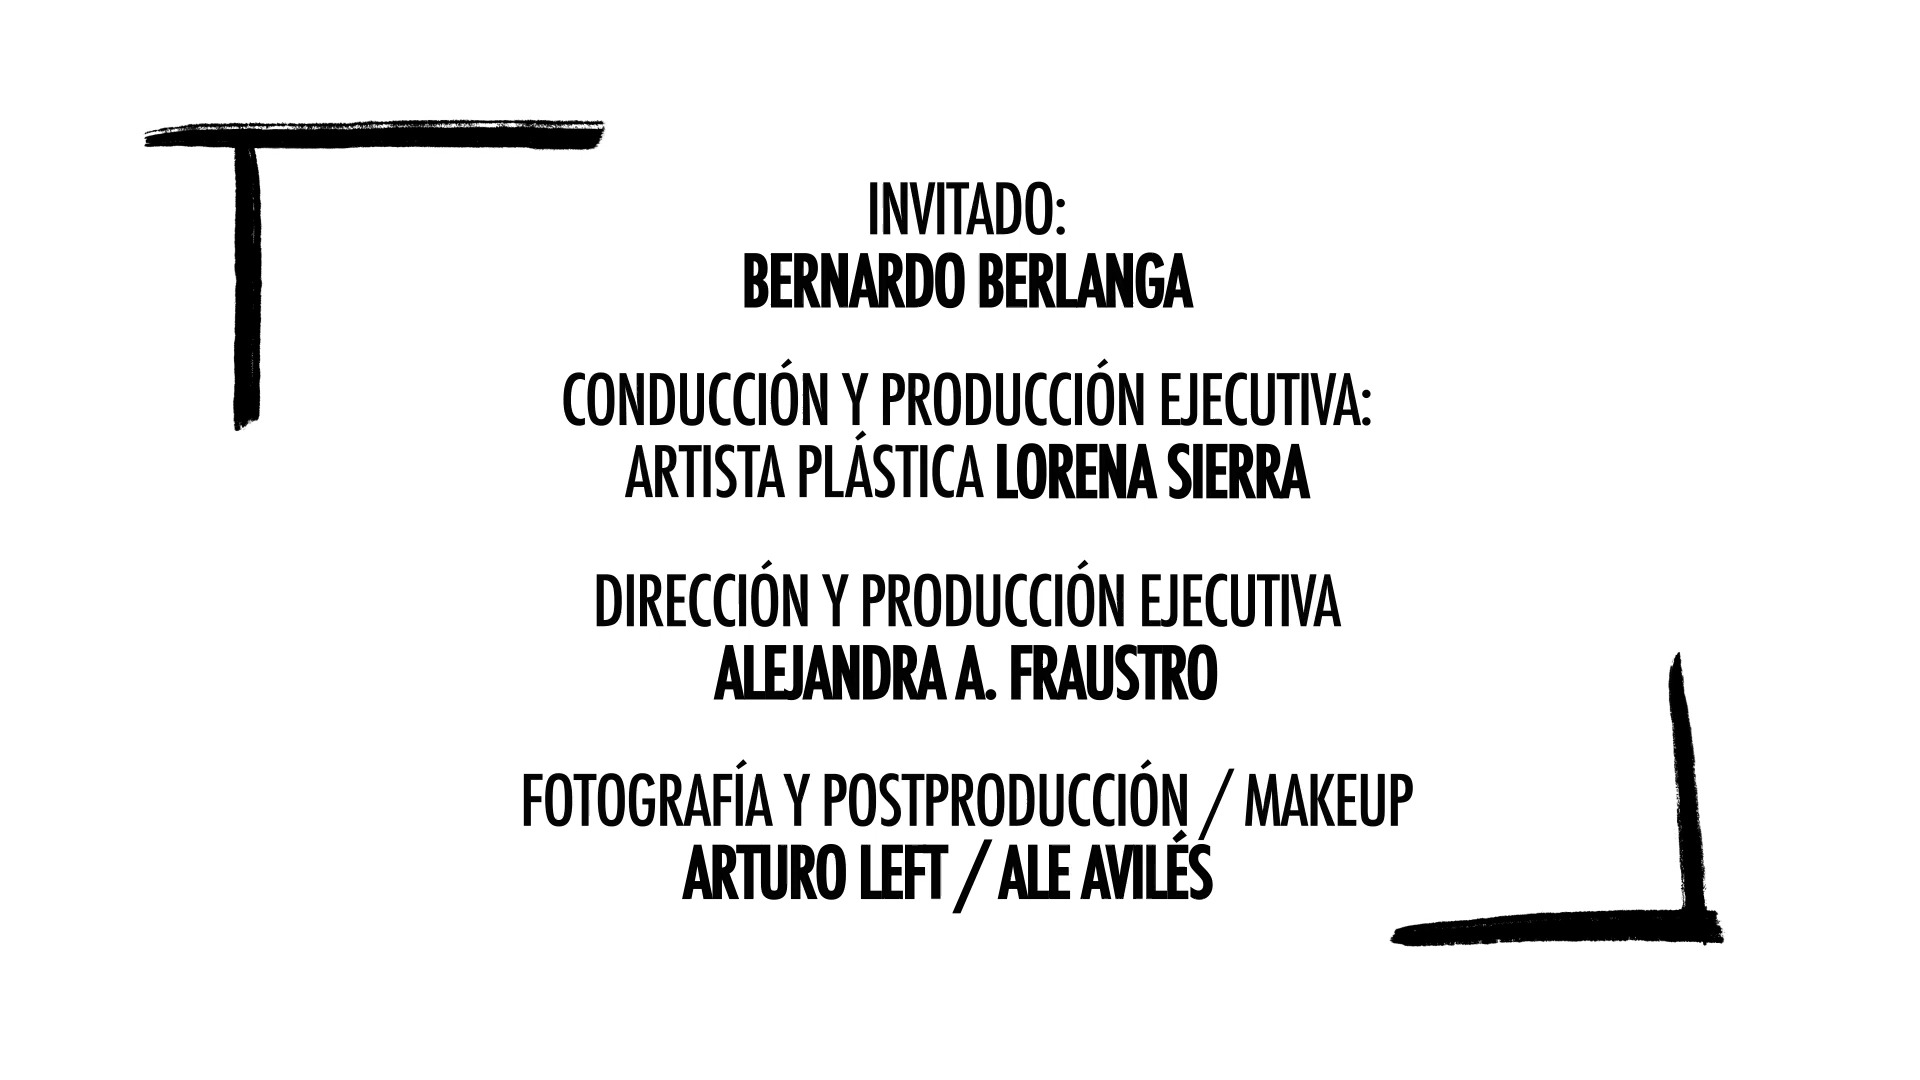 INVITADO:
BERNARDO BERLANGA
CONDUCCIÓN Y PRODUCCIÓN EJECUTIVA:
ARTISTA PLÁSTICA LORENA SIERRA
DIRECCIÓN Y PRODUCCIÓN EJECUTIVA
ALEJANDRA A. FRAUSTRO
FOTOGRAFÍA Y POSTPRODUCCIÓN / MAKEUP
ARTURO LEFT / ALE AVILÉS